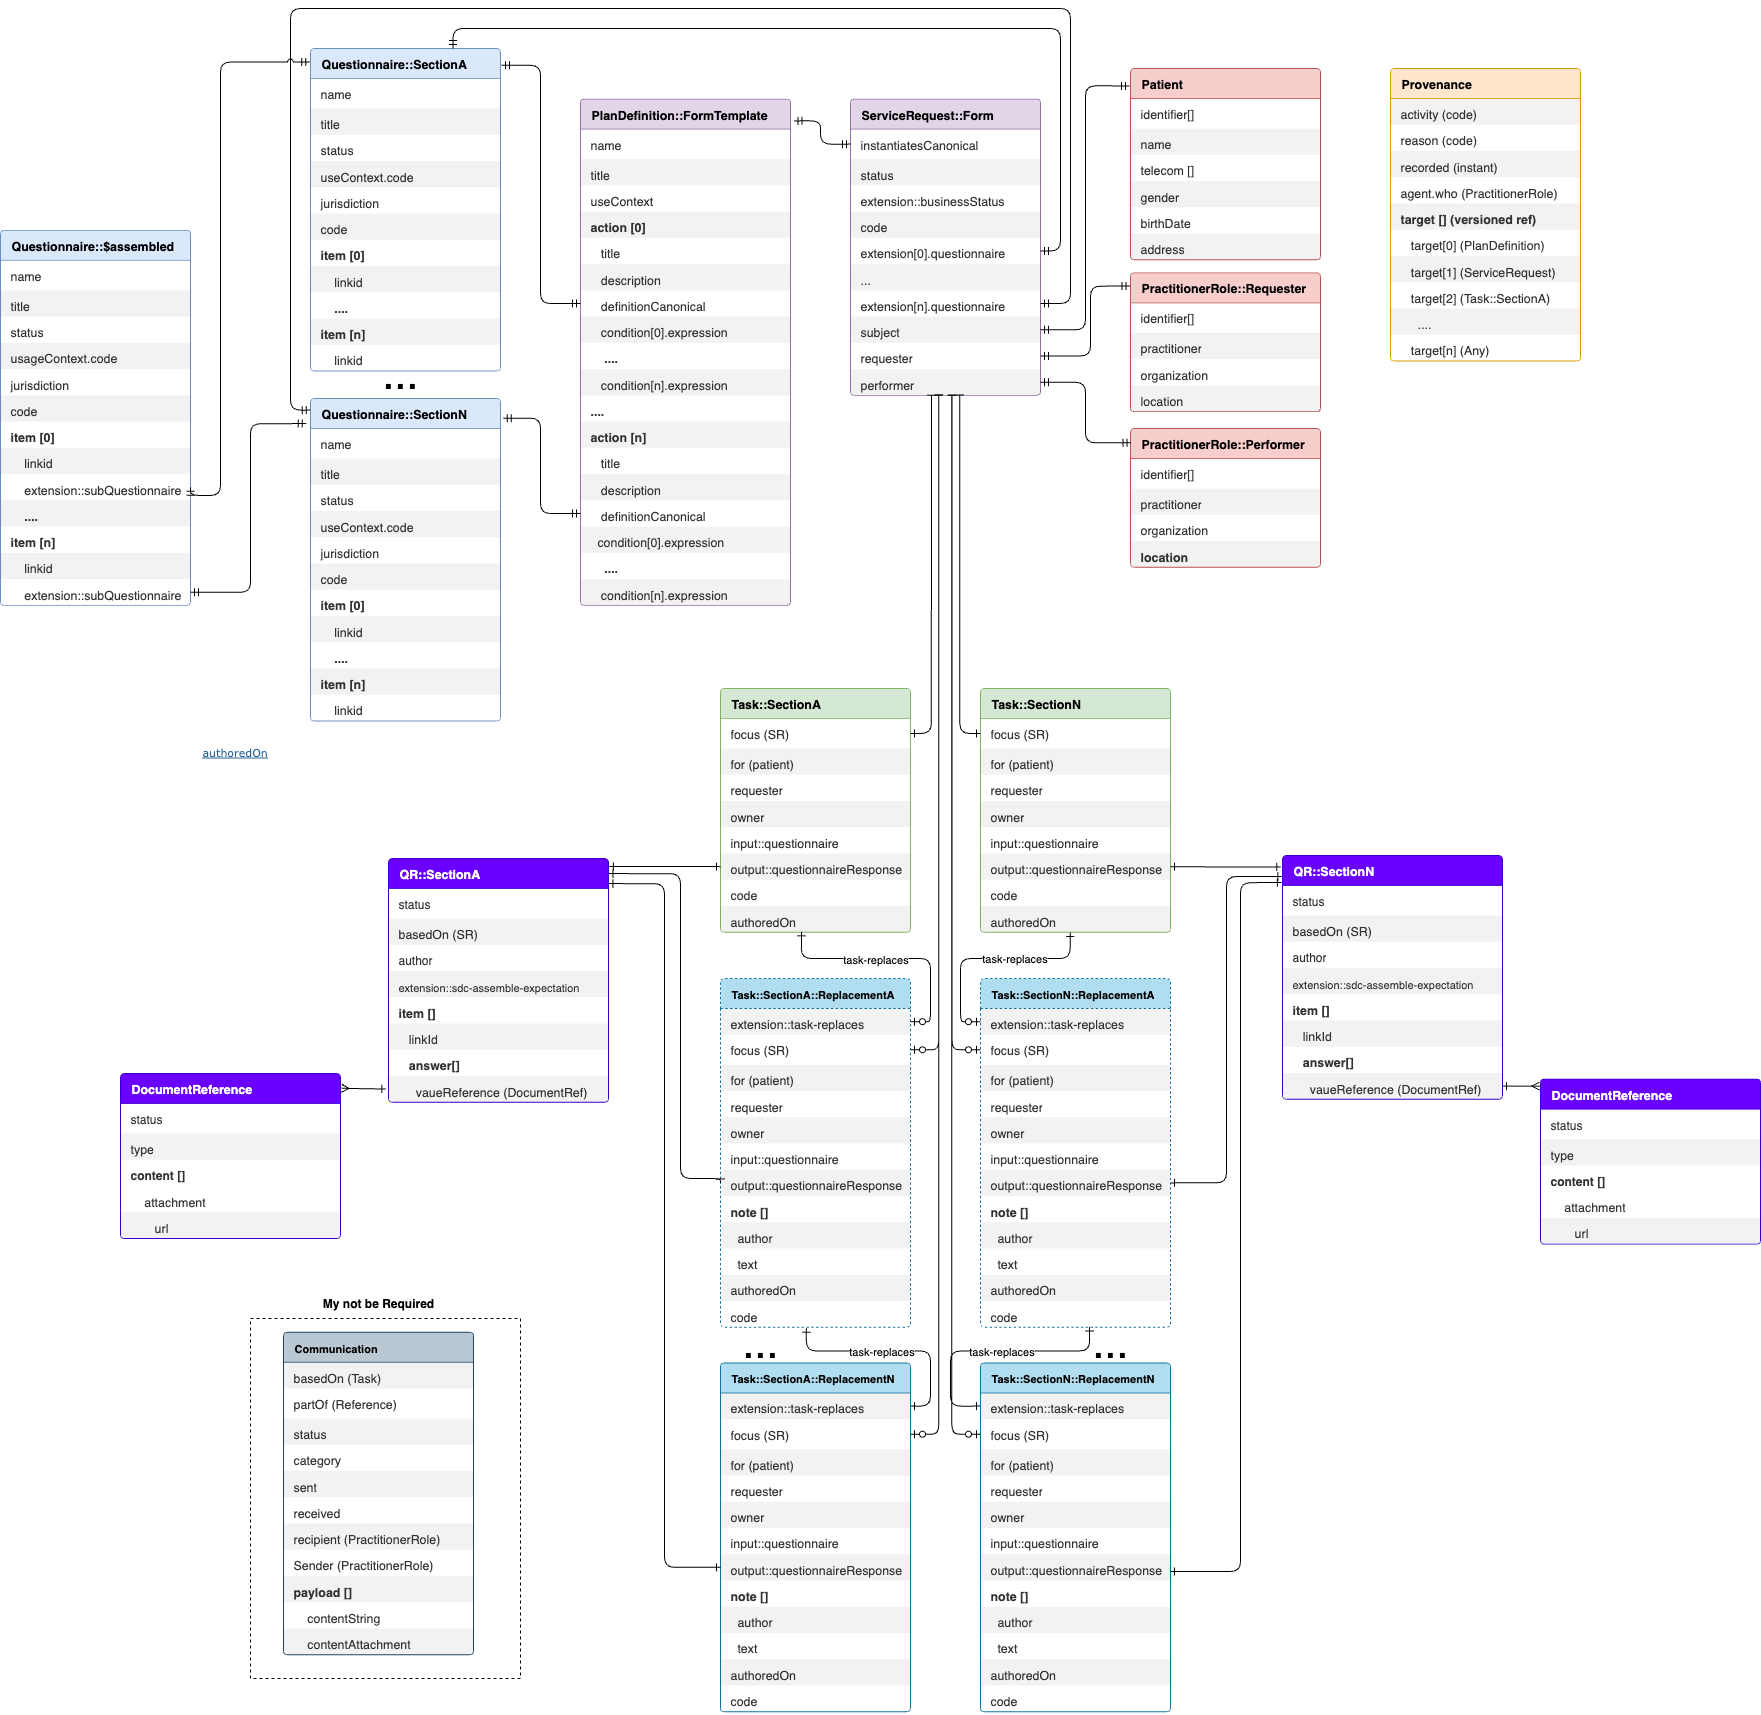 Questionnaire::$assembled
name
title
status
usageContext.code
jurisdiction
code
item [0]
linkid
extension::subQuestionnaire
....
item [n]
linkid
extension::subQuestionnaire
Questionnaire::SectionA
name
title
status
useContext.code
jurisdiction
code
item [0]
linkid
....
item [n]
linkid
...
Questionnaire::SectionN
name
title
status
useContext.code
jurisdiction
code
item [0]
linkid
....
item [n]
linkid
PlanDefinition::FormTemplate
name
title
useContext
action [0]
title
description
definitionCanonical
condition[0].expression
....
condition[n].expression
....
action [n]
title
description
definitionCanonical
condition[0].expression
....
condition[n].expression
ServiceRequest::Form
instantiatesCanonical
status
extension::businessStatus
code
extension[0].questionnaire
...
extension[n].questionnaire
subject
requester
performer
Patient
identifier[]
name
telecom []
gender
birthDate
address
PractitionerRole::Requester
identifier[]
practitioner
organization
location
PractitionerRole::Performer
identifier[]
practitioner
organization
location
Provenance
activity (code)
reason (code)
recorded (instant)
agent.who (PractitionerRole)
target [] (versioned ref)
target[0] (PlanDefinition)
target[1] (ServiceRequest)
target[2] (Task::SectionA)
....
target[n] (Any)
authoredOn
Task::SectionA
focus (SR)
for (patient)
requester
owner
input::questionnaire
output::questionnaireResponse
code
authoredOn
Task::SectionN
focus (SR)
for (patient)
requester
owner
input::questionnaire
output::questionnaireResponse
code
authoredOn
QR::SectionA
status
basedOn (SR)
author
extension::sdc-assemble-expectation
item []
linkId
answer[]
vaueReference (DocumentRef)
QR::SectionN
status
basedOn (SR)
author
extension::sdc-assemble-expectation
item []
linkId
answer[]
vaueReference (DocumentRef)
DocumentReference
status
type
content []
attachment
url
DocumentReference
status
type
content []
attachment
url
task-replaces
task-replaces
Task::SectionA::ReplacementA
extension::task-replaces
focus (SR)
for (patient)
requester
owner
input::questionnaire
output::questionnaireResponse
note []
author
text
authoredOn
code
Task::SectionN::ReplacementA
extension::task-replaces
focus (SR)
for (patient)
requester
owner
input::questionnaire
output::questionnaireResponse
note []
author
text
authoredOn
code
...
task-replaces
task-replaces
...
Task::SectionA::ReplacementN
extension::task-replaces
focus (SR)
for (patient)
requester
owner
input::questionnaire
output::questionnaireResponse
note []
author
text
authoredOn
code
Task::SectionN::ReplacementN
extension::task-replaces
focus (SR)
for (patient)
requester
owner
input::questionnaire
output::questionnaireResponse
note []
author
text
authoredOn
code
My not be Required
Communication
basedOn (Task)
partOf (Reference)
status
category
sent
received
recipient (PractitionerRole)
Sender (PractitionerRole)
payload []
contentString
contentAttachment